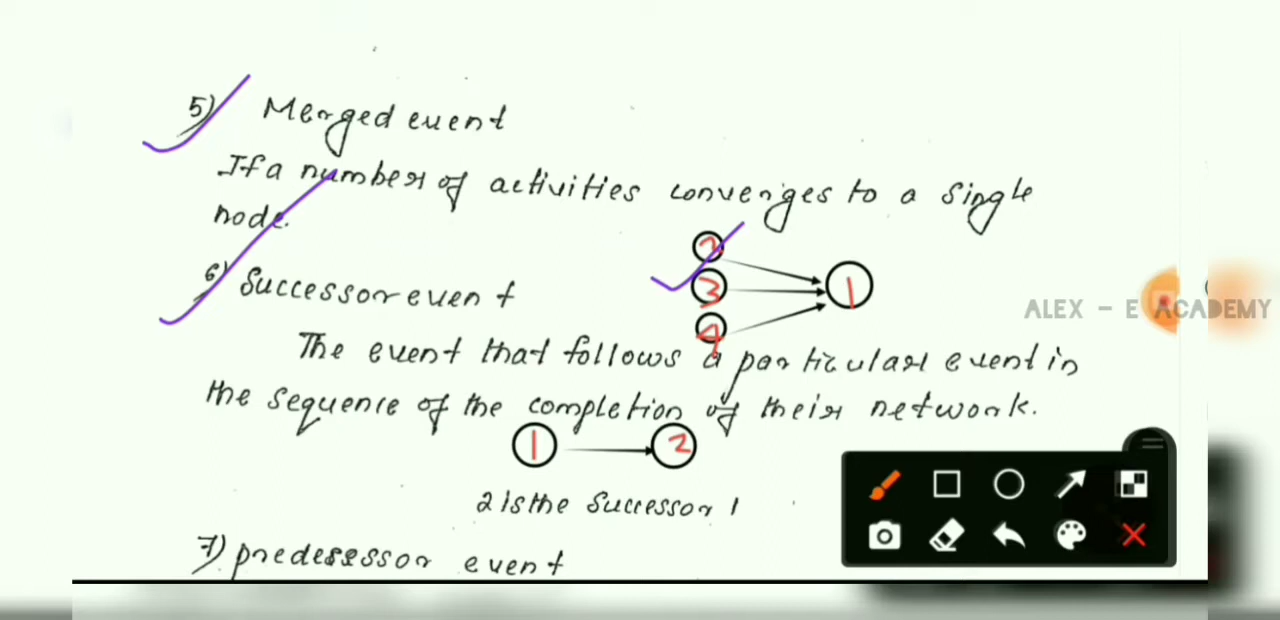 5) Merged event
If a number of activities converges to a single
node.
2
3
1
4
6) Successor event
ALEX - E ACADEMY
The event that follows a particular event in
the sequence of the completion of their network.
1 2
2 is the Successor 1
7) predesessor event